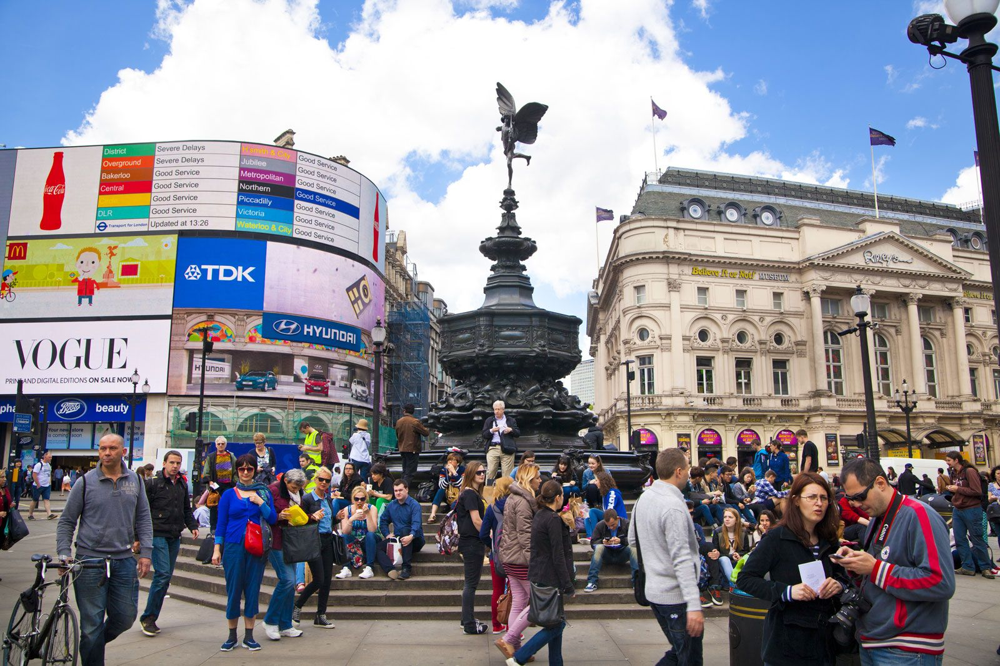 Coca-Cola
District Severe Delays
Overground Severe Delays
Bakerloo Good Service
Central Good Service
Circle Good Service
DLR Good Service
Transport for London Updated at 13:26
H'smith & City Good Service
Jubilee Good Service
Metropolitan Good Service
Northern Good Service
Piccadilly Good Service
Victoria Good Service
Waterloo & City Good Service
TDK
HYUNDAI
HYUNDAI
VOGUE
PRINT AND DIGITAL EDITIONS ON SALE NOW
Boots beauty
Your new store
is coming soon
Ripley's
Believe It or Not! MUSEUM
Believe It
Canon